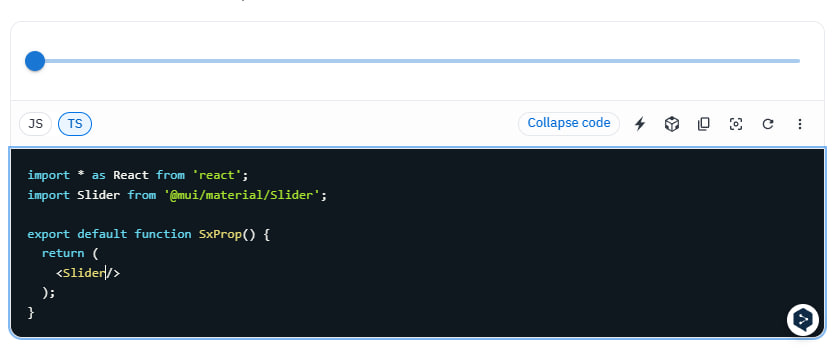 JS
TS
Collapse code
import * as React from 'react';
import Slider from '@mui/material/Slider';
export default function SxProp() {
return (
<Slider/>
);
}